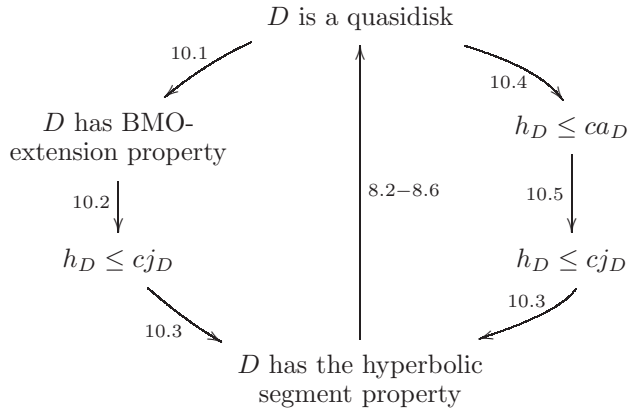 D is a quasidisk
10.1
10.4
D has BMO-
extension property
h_D ≤ ca_D
8.2–8.6
10.2
10.5
h_D ≤ cj_D
h_D ≤ cj_D
10.3
10.3
D has the hyperbolic
segment property